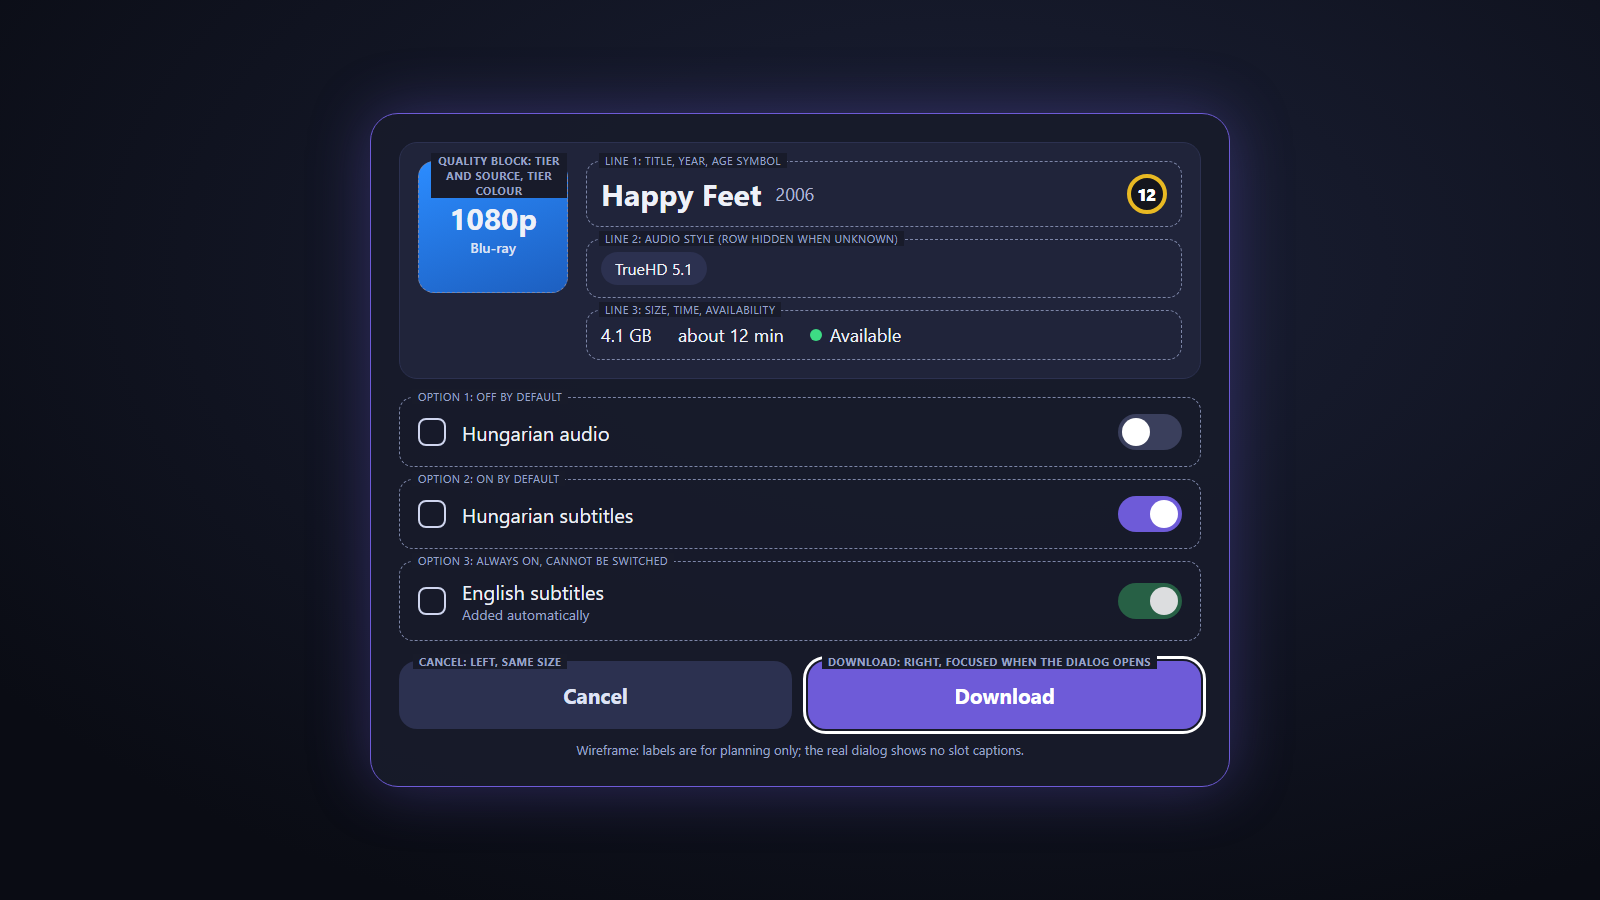 QUALITY BLOCK: TIER
AND SOURCE, TIER
COLOUR
1080p
Blu-ray
LINE 1: TITLE, YEAR, AGE SYMBOL
Happy Feet 2006
12
LINE 2: AUDIO STYLE (ROW HIDDEN WHEN UNKNOWN)
TrueHD 5.1
LINE 3: SIZE, TIME, AVAILABILITY
4.1 GB about 12 min Available
OPTION 1: OFF BY DEFAULT
Hungarian audio
OPTION 2: ON BY DEFAULT
Hungarian subtitles
OPTION 3: ALWAYS ON, CANNOT BE SWITCHED
English subtitles
Added automatically
CANCEL: LEFT, SAME SIZE
Cancel
DOWNLOAD: RIGHT, FOCUSED WHEN THE DIALOG OPENS
Download
Wireframe: labels are for planning only; the real dialog shows no slot captions.